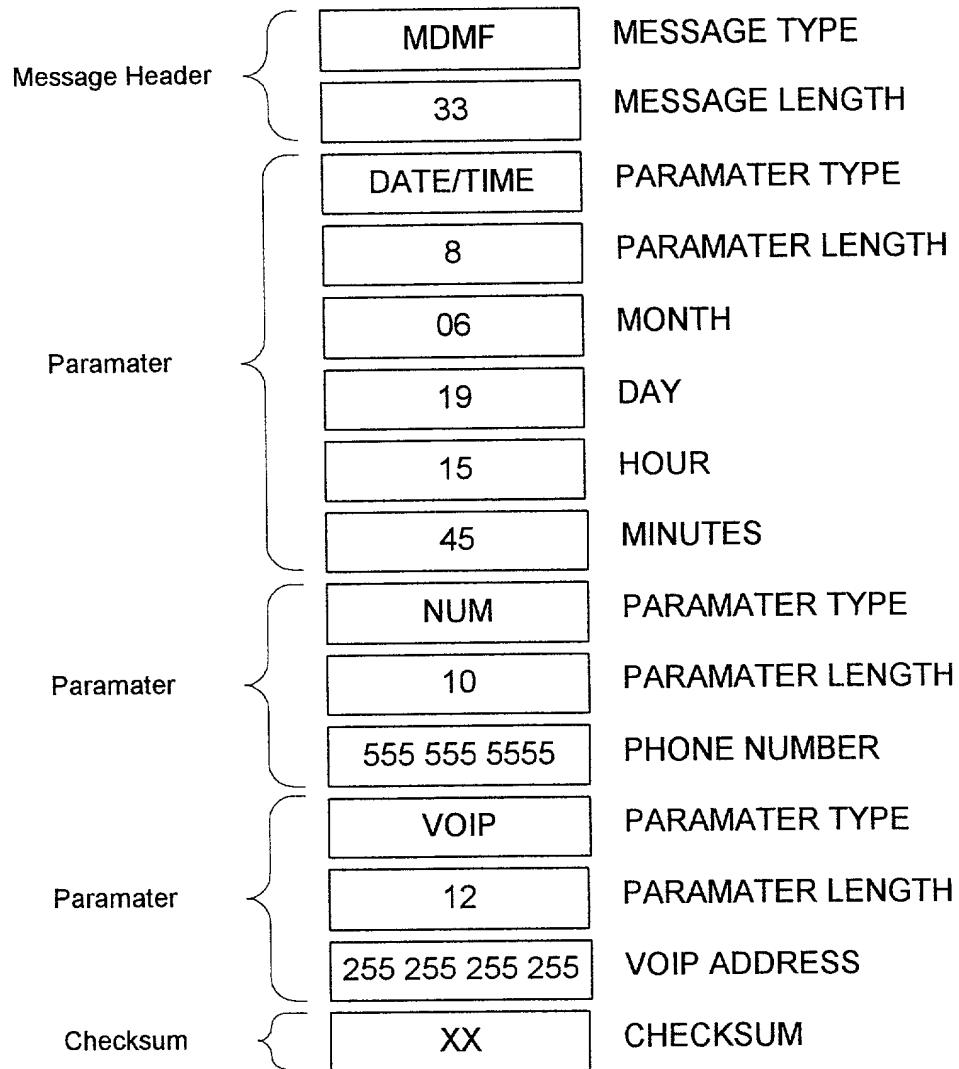 MDMF MESSAGE TYPE
Message Header
33 MESSAGE LENGTH
DATE/TIME PARAMATER TYPE
8 PARAMATER LENGTH
06 MONTH
Paramater
19 DAY
15 HOUR
45 MINUTES
NUM PARAMATER TYPE
Paramater 10 PARAMATER LENGTH
555 555 5555 PHONE NUMBER
VOIP PARAMATER TYPE
Paramater 12 PARAMATER LENGTH
255 255 255 255 VOIP ADDRESS
Checksum XX CHECKSUM